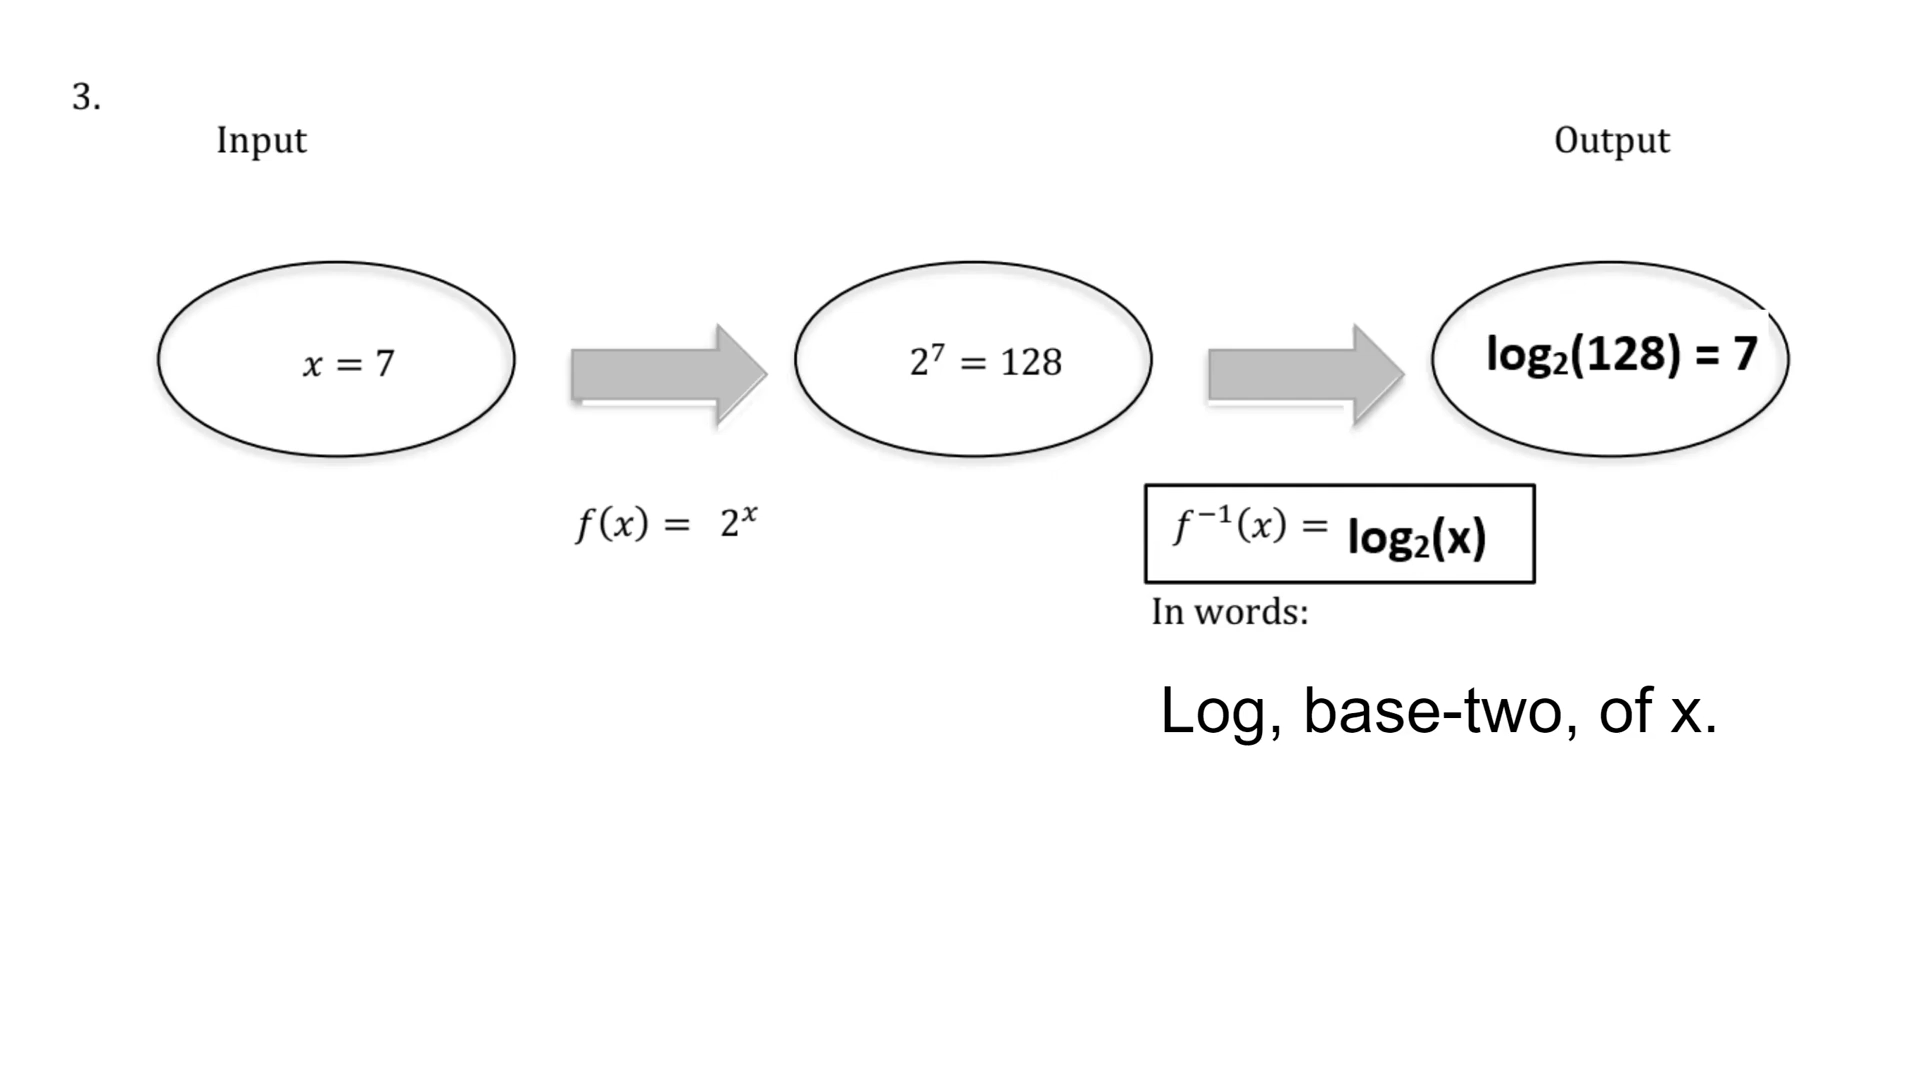 3.
Input
Output
x = 7
2⁷ = 128
log₂(128) = 7
f(x) = 2ˣ
f⁻¹(x) = log₂(x)
In words:
Log, base-two, of x.